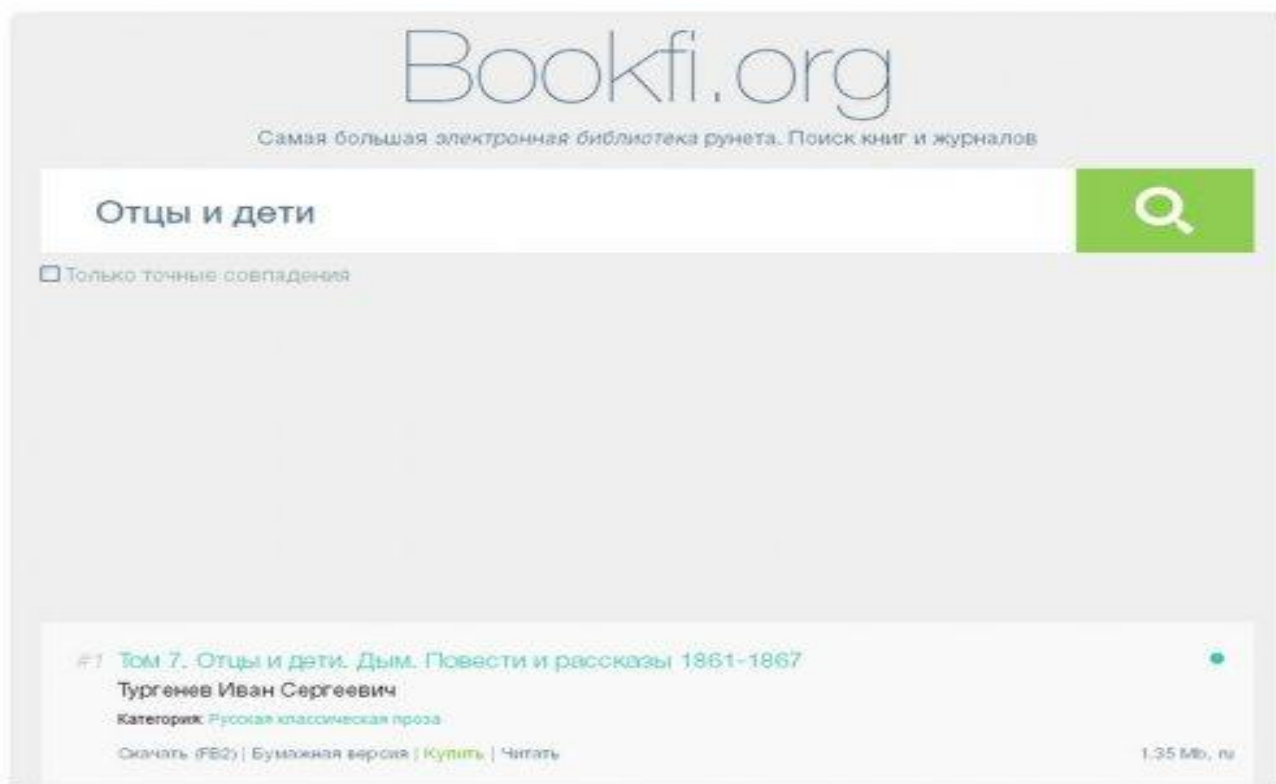 Bookfi.org
Самая большая электронная библиотека рунета. Поиск книг и журналов
Отцы и дети
Только точные совпадения
#1 Том 7. Отцы и дети. Дым. Повести и рассказы 1861-1867
Тургенев Иван Сергеевич
Категория: Русская классическая проза
Скачать (FB2) | Бумажная версия | Купить | Читать 1.35 Mb, ru